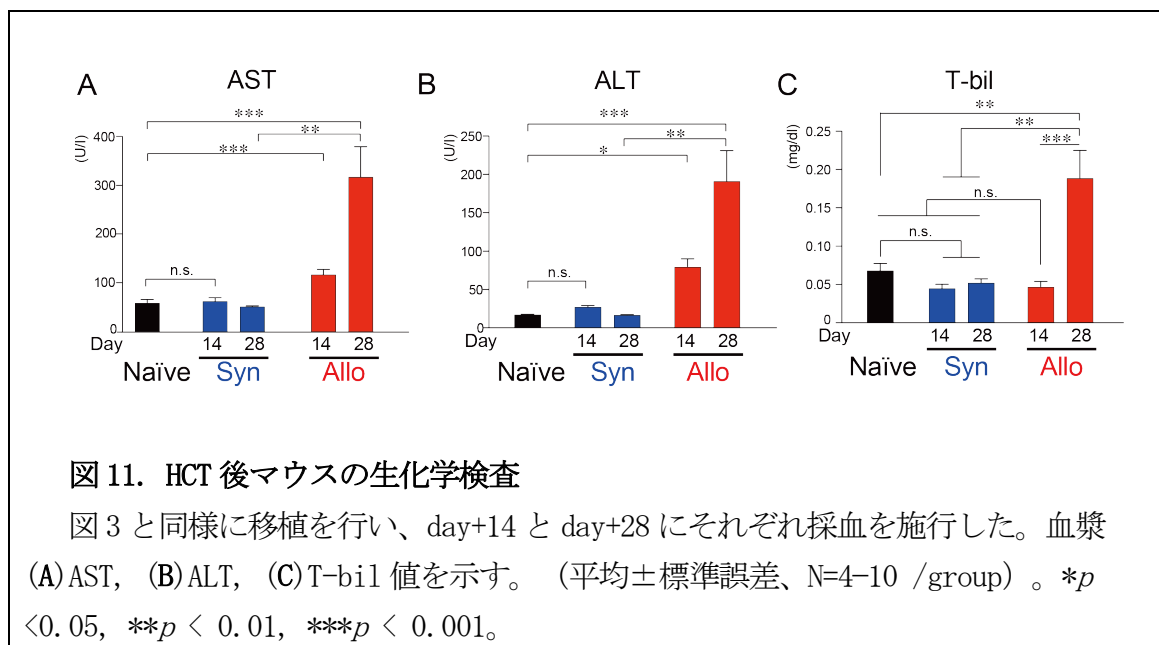 A AST
(U/l)
400
300
200
100
0
***
**
***
n.s.
Day 14 28 14 28
Naïve Syn Allo
B ALT
(U/l)
250
200
150
100
50
0
***
**
*
n.s.
Day 14 28 14 28
Naïve Syn Allo
C T-bil
(mg/dl)
0.25
0.20
0.15
0.10
0.05
0
**
**
***
n.s.
n.s.
Day 14 28 14 28
Naïve Syn Allo
図 11. HCT 後マウスの生化学検査
図 3 と同様に移植を行い、day+14 と day+28 にそれぞれ採血を施行した。血漿
(A)AST, (B)ALT, (C)T-bil 値を示す。（平均±標準誤差、N=4-10 /group）。*p
<0.05, **p < 0.01, ***p < 0.001。